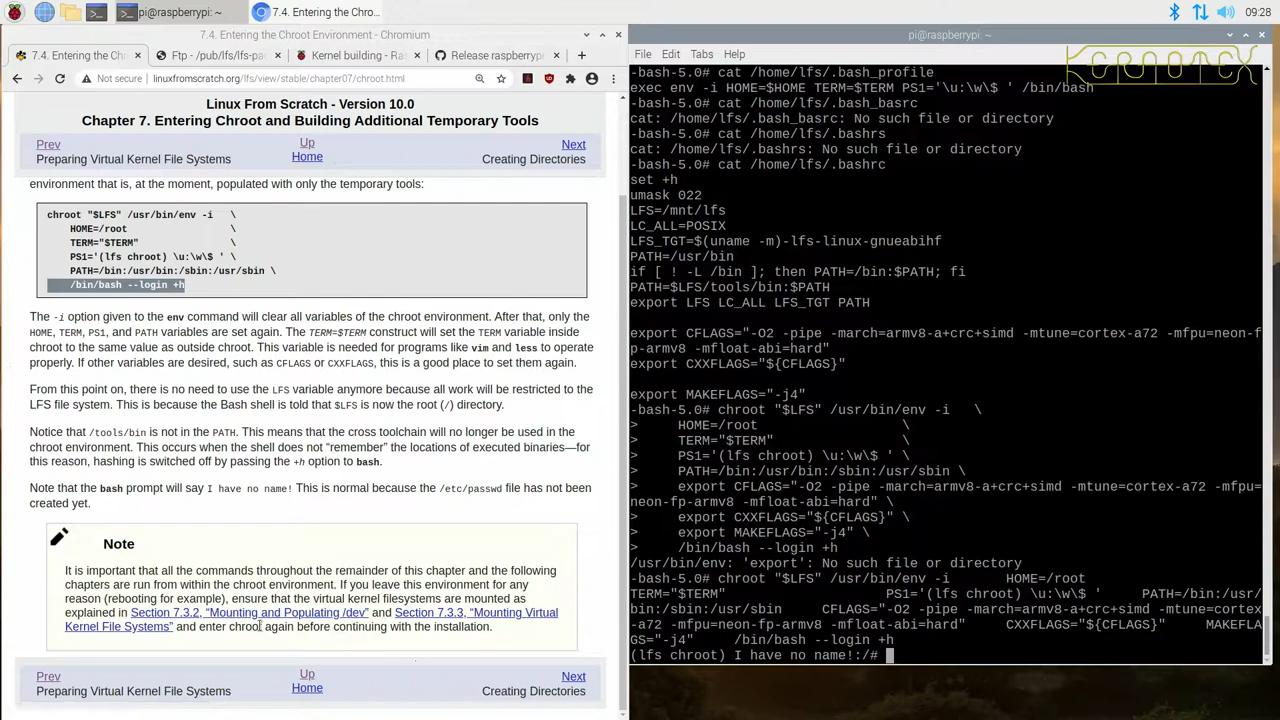 pi@raspberrypi: ~
7.4. Entering the Chro...
09:28
7.4. Entering the Chroot Environment - Chromium
7.4. Entering the Ch
Ftp - /pub/lfs/lfs-pa
Kernel building - Ras
Release raspberrypi
Not secure
linuxfromscratch.org/lfs/view/stable/chapter07/chroot.html
Linux From Scratch - Version 10.0
Chapter 7. Entering Chroot and Building Additional Temporary Tools
Prev
Up
Next
Preparing Virtual Kernel File Systems
Home
Creating Directories
environment that is, at the moment, populated with only the temporary tools:
chroot "$LFS" /usr/bin/env -i \
HOME=/root \
TERM="$TERM" \
PS1='(lfs chroot) \u:\w\$ ' \
PATH=/bin:/usr/bin:/sbin:/usr/sbin \
/bin/bash --login +h
The -i option given to the env command will clear all variables of the chroot environment. After that, only the
HOME, TERM, PS1, and PATH variables are set again. The TERM=$TERM construct will set the TERM variable inside
chroot to the same value as outside chroot. This variable is needed for programs like vim and less to operate
properly. If other variables are desired, such as CFLAGS or CXXFLAGS, this is a good place to set them again.
From this point on, there is no need to use the LFS variable anymore because all work will be restricted to the
LFS file system. This is because the Bash shell is told that $LFS is now the root (/) directory.
Notice that /tools/bin is not in the PATH. This means that the cross toolchain will no longer be used in the
chroot environment. This occurs when the shell does not “remember” the locations of executed binaries—for
this reason, hashing is switched off by passing the +h option to bash.
Note that the bash prompt will say I have no name! This is normal because the /etc/passwd file has not been
created yet.
Note
It is important that all the commands throughout the remainder of this chapter and the following
chapters are run from within the chroot environment. If you leave this environment for any
reason (rebooting for example), ensure that the virtual kernel filesystems are mounted as
explained in Section 7.3.2, “Mounting and Populating /dev” and Section 7.3.3, “Mounting Virtual
Kernel File Systems” and enter chroot again before continuing with the installation.
Prev
Up
Next
Preparing Virtual Kernel File Systems
Home
Creating Directories
pi@raspberrypi: ~
File Edit Tabs Help
-bash-5.0# cat /home/lfs/.bash_profile
exec env -i HOME=$HOME TERM=$TERM PS1='\u:\w\$ ' /bin/bash
-bash-5.0# cat /home/lfs/.bash_basrc
cat: /home/lfs/.bash_basrc: No such file or directory
-bash-5.0# cat /home/lfs/.bashrs
cat: /home/lfs/.bashrs: No such file or directory
-bash-5.0# cat /home/lfs/.bashrc
set +h
umask 022
LFS=/mnt/lfs
LC_ALL=POSIX
LFS_TGT=$(uname -m)-lfs-linux-gnueabihf
PATH=/usr/bin
if [ ! -L /bin ]; then PATH=/bin:$PATH; fi
PATH=$LFS/tools/bin:$PATH
export LFS LC_ALL LFS_TGT PATH
export CFLAGS="-O2 -pipe -march=armv8-a+crc+simd -mtune=cortex-a72 -mfpu=neon-f
p-armv8 -mfloat-abi=hard"
export CXXFLAGS="${CFLAGS}"
export MAKEFLAGS="-j4"
-bash-5.0# chroot "$LFS" /usr/bin/env -i \
> HOME=/root \
> TERM="$TERM" \
> PS1='(lfs chroot) \u:\w\$ ' \
> PATH=/bin:/usr/bin:/sbin:/usr/sbin \
> export CFLAGS="-O2 -pipe -march=armv8-a+crc+simd -mtune=cortex-a72 -mfpu=
neon-fp-armv8 -mfloat-abi=hard" \
> export CXXFLAGS="${CFLAGS}" \
> export MAKEFLAGS="-j4" \
> /bin/bash --login +h
/usr/bin/env: 'export': No such file or directory
-bash-5.0# chroot "$LFS" /usr/bin/env -i HOME=/root
TERM="$TERM" PS1='(lfs chroot) \u:\w\$ ' PATH=/bin:/usr
/bin:/sbin:/usr/sbin CFLAGS="-O2 -pipe -march=armv8-a+crc+simd -mtune=cortex
-a72 -mfpu=neon-fp-armv8 -mfloat-abi=hard" CXXFLAGS="${CFLAGS}" MAKEFLA
GS="-j4" /bin/bash --login +h
(lfs chroot) I have no name!:/#